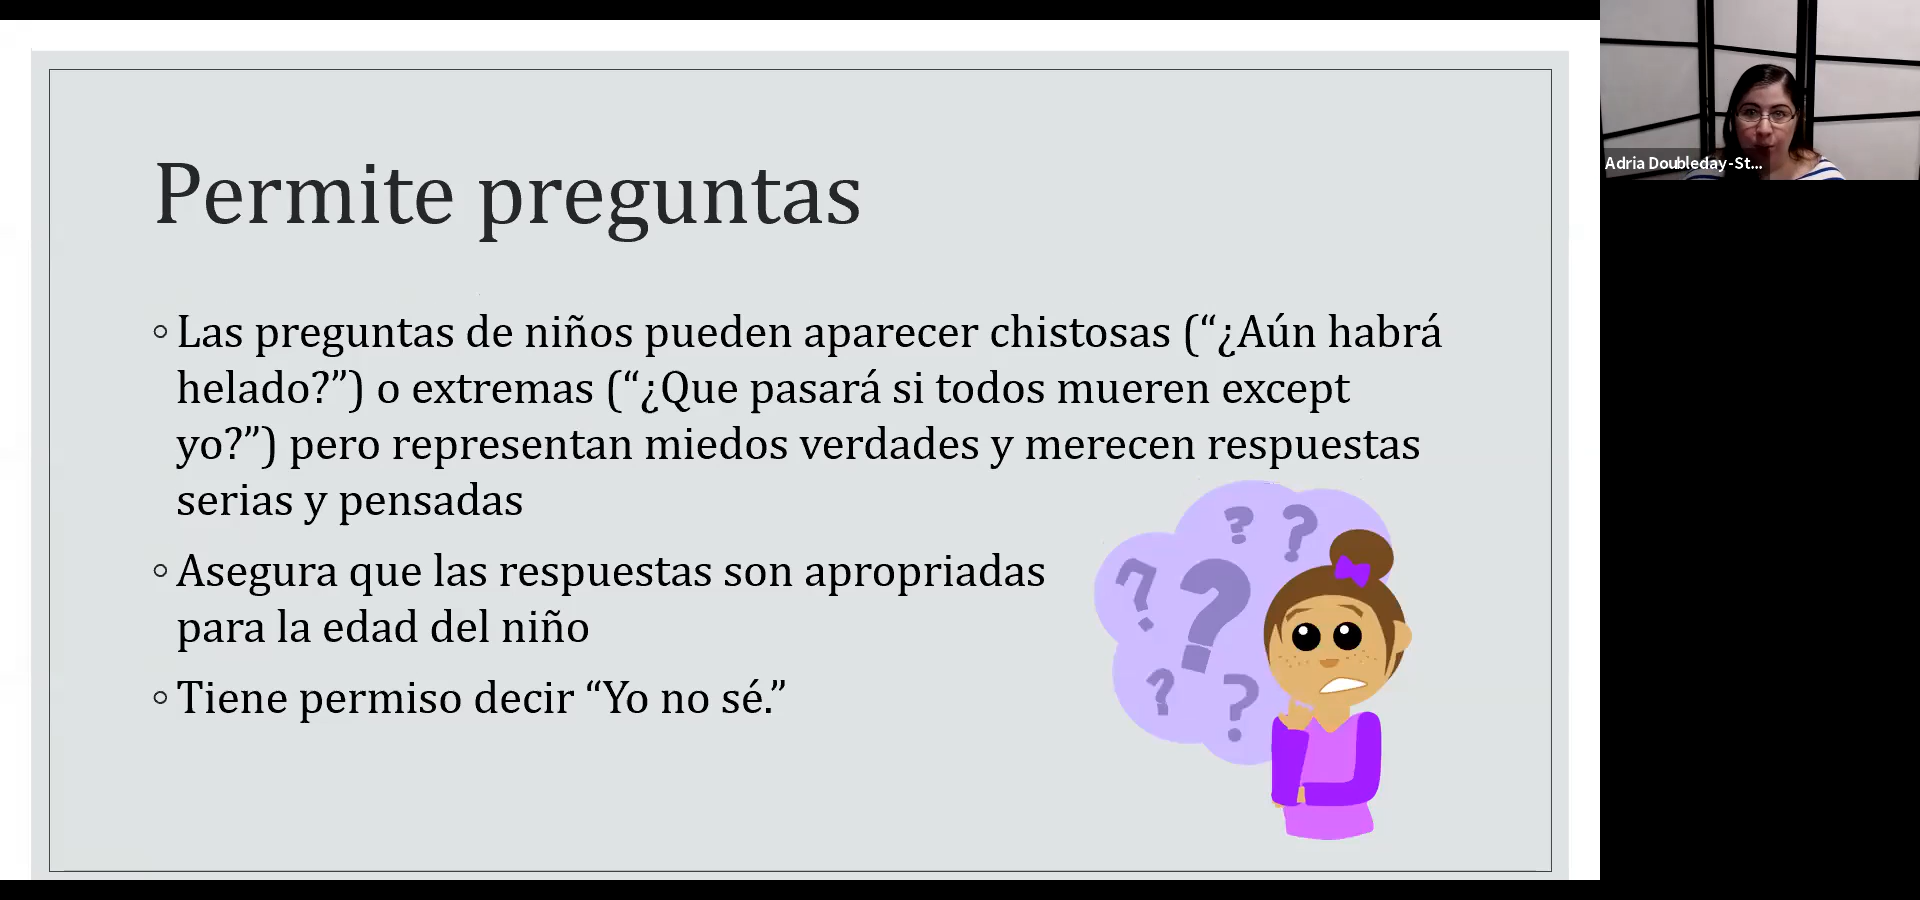 Permite preguntas
◦ Las preguntas de niños pueden aparecer chistosas (“¿Aún habrá
helado?”) o extremas (“¿Que pasará si todos mueren except
yo?”) pero representan miedos verdades y merecen respuestas
serias y pensadas
◦ Asegura que las respuestas son apropiadas
para la edad del niño
◦ Tiene permiso decir “Yo no sé.”
? ? ? ? ? ?
Adria Doubleday-St...